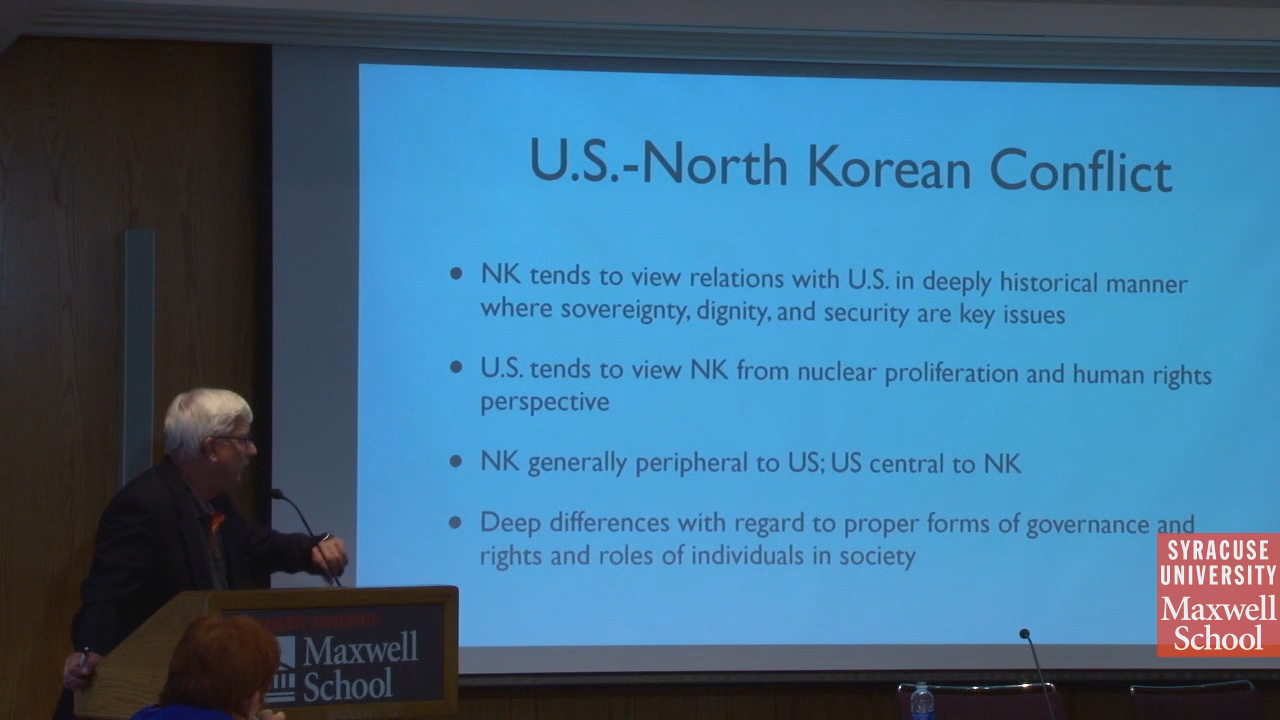 U.S.-North Korean Conflict
• NK tends to view relations with U.S. in deeply historical manner
where sovereignty, dignity, and security are key issues
• U.S. tends to view NK from nuclear proliferation and human rights
perspective
• NK generally peripheral to US; US central to NK
• Deep differences with regard to proper forms of governance and
rights and roles of individuals in society
SYRACUSE
UNIVERSITY
Maxwell
School
SYRACUSE UNIVERSITY
Maxwell
School